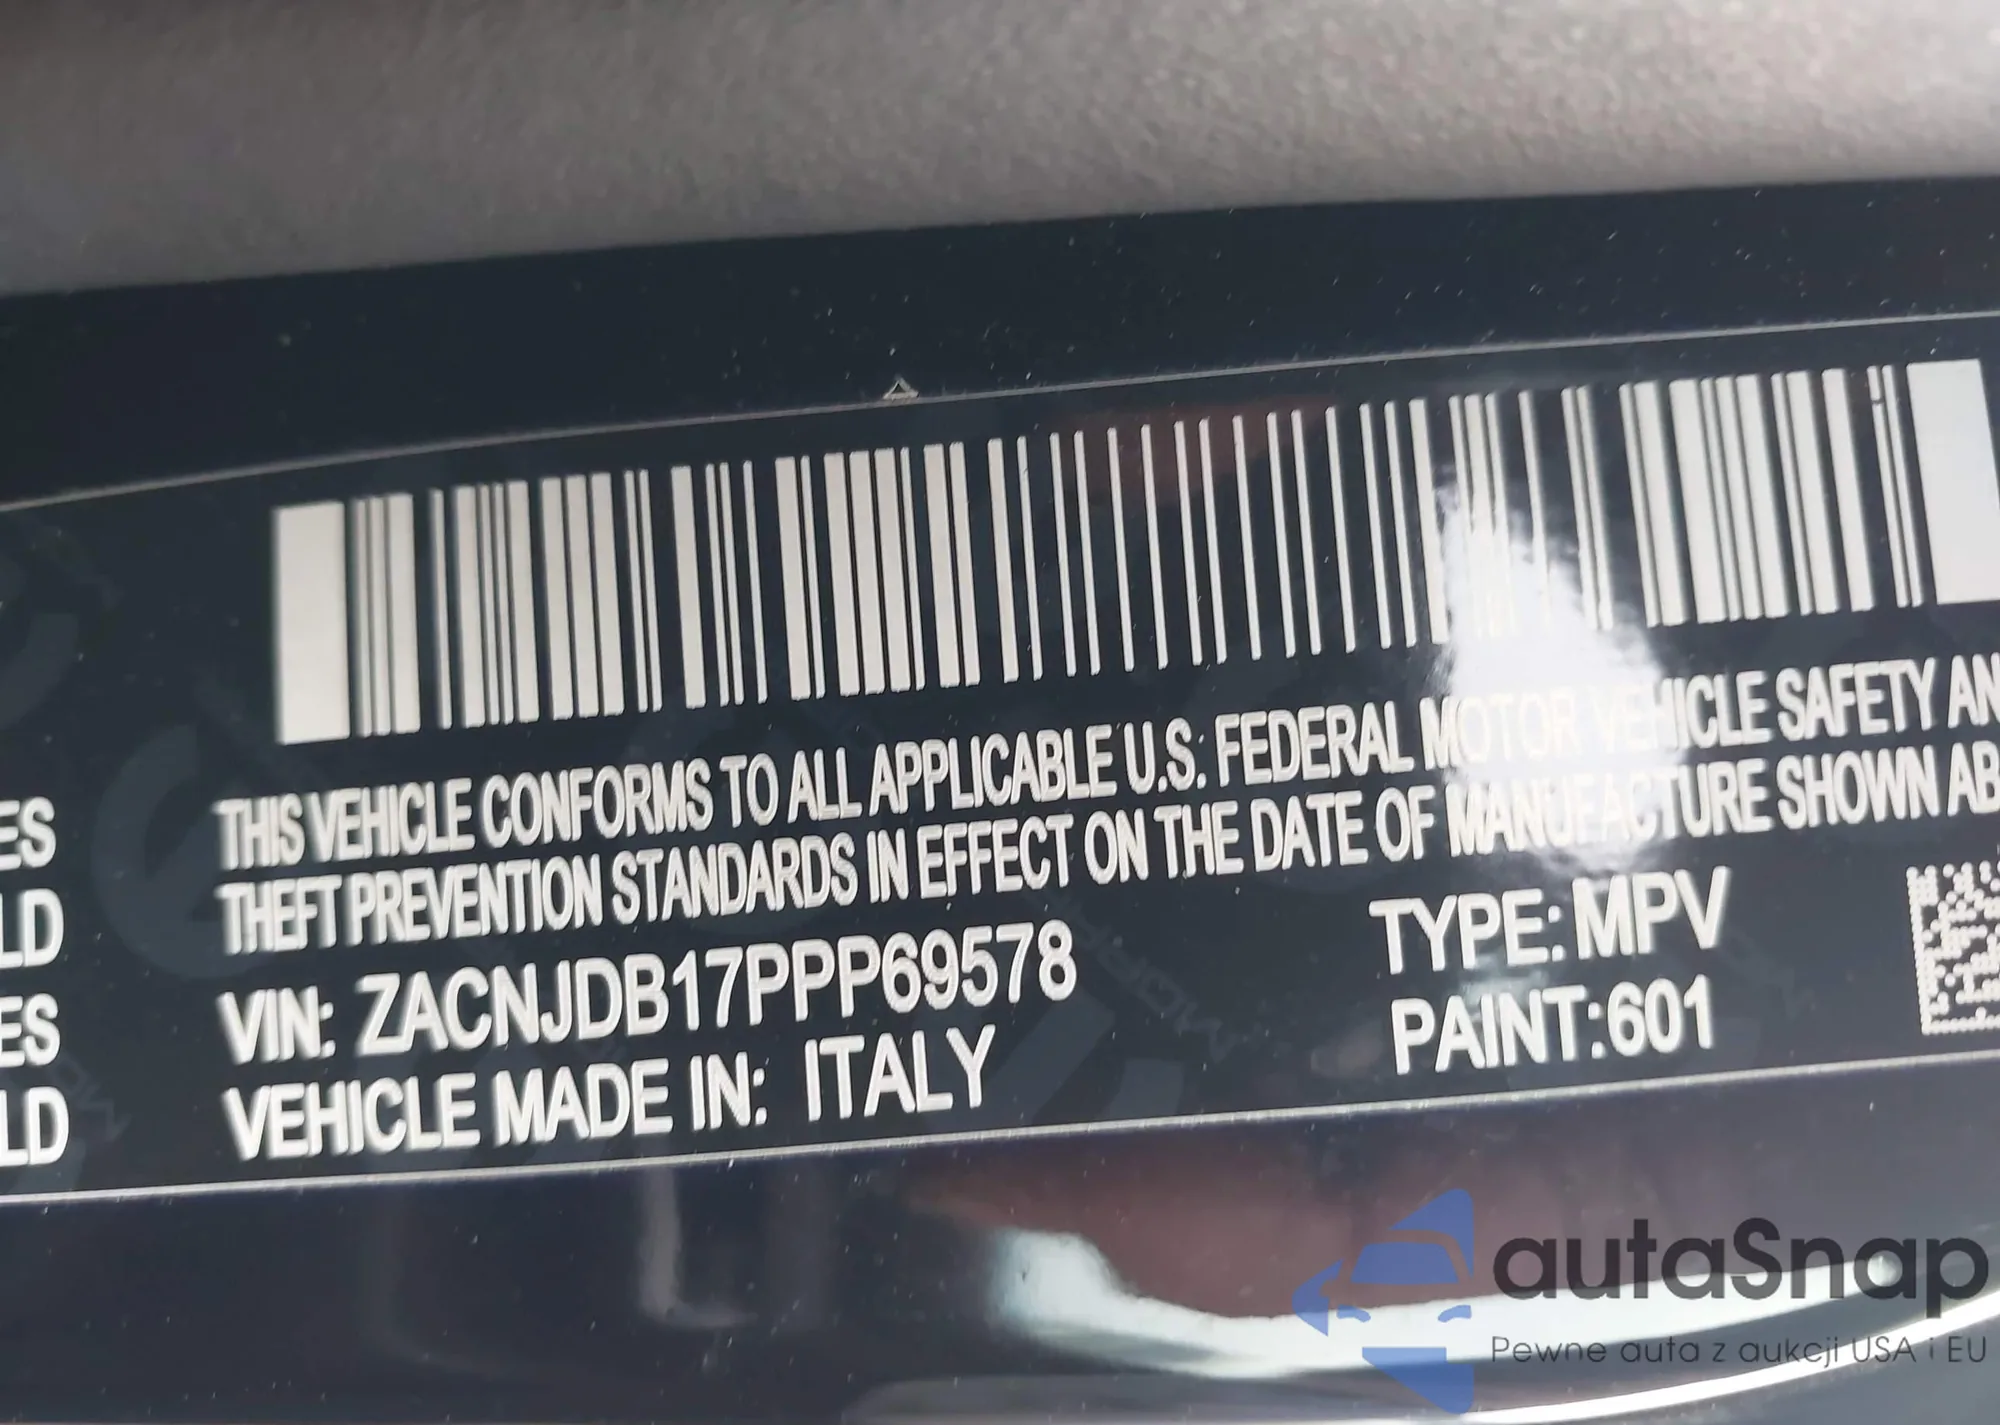 THIS VEHICLE CONFORMS TO ALL APPLICABLE U.S. FEDERAL MOTOR VEHICLE SAFETY AN
THEFT PREVENTION STANDARDS IN EFFECT ON THE DATE OF MANUFACTURE SHOWN AB
VIN: ZACNJDB17PPP69578
TYPE: MPV
VEHICLE MADE IN: ITALY
PAINT:601
ES
LD
ES
LD
autaSnap
Pewne auta z aukcji USA i EU